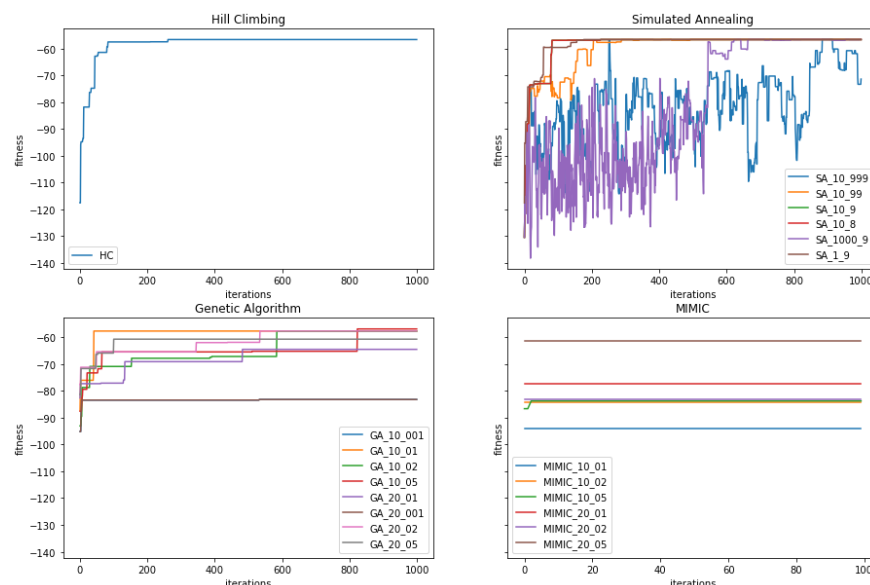 Hill Climbing
fitness
−60
−70
−80
−90
−100
−110
−120
−130
−140
HC
0 200 400 600 800 1000
iterations
Simulated Annealing
fitness
SA_10_999
SA_10_99
SA_10_9
SA_10_8
SA_1000_9
SA_1_9
0 200 400 600 800 1000
iterations
Genetic Algorithm
fitness
−60
−70
−80
−90
−100
−110
−120
−130
−140
GA_10_001
GA_10_01
GA_10_02
GA_10_05
GA_20_01
GA_20_001
GA_20_02
GA_20_05
0 200 400 600 800 1000
iterations
MIMIC
fitness
MIMIC_10_01
MIMIC_10_02
MIMIC_10_05
MIMIC_20_01
MIMIC_20_02
MIMIC_20_05
0 20 40 60 80 100
iterations